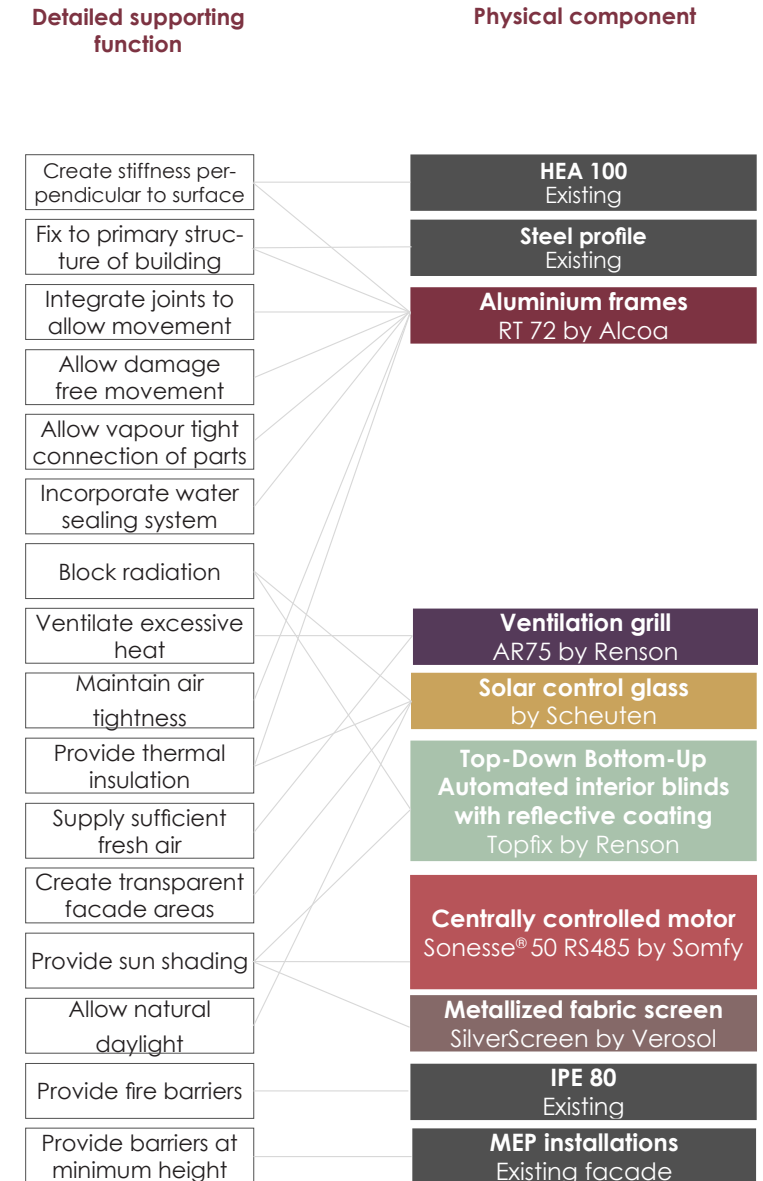 Detailed supporting
function
Physical component
Create stiffness per-
pendicular to surface
Fix to primary struc-
ture of building
Integrate joints to
allow movement
Allow damage
free movement
Allow vapour tight
connection of parts
Incorporate water
sealing system
Block radiation
Ventilate excessive
heat
Maintain air
tightness
Provide thermal
insulation
Supply sufficient
fresh air
Create transparent
facade areas
Provide sun shading
Allow natural
daylight
Provide fire barriers
Provide barriers at
minimum height
HEA 100
Existing
Steel profile
Existing
Aluminium frames
RT 72 by Alcoa
Ventilation grill
AR75 by Renson
Solar control glass
by Scheuten
Top-Down Bottom-Up
Automated interior blinds
with reflective coating
Topfix by Renson
Centrally controlled motor
Sonesse® 50 RS485 by Somfy
Metallized fabric screen
SilverScreen by Verosol
IPE 80
Existing
MEP installations
Existing facade